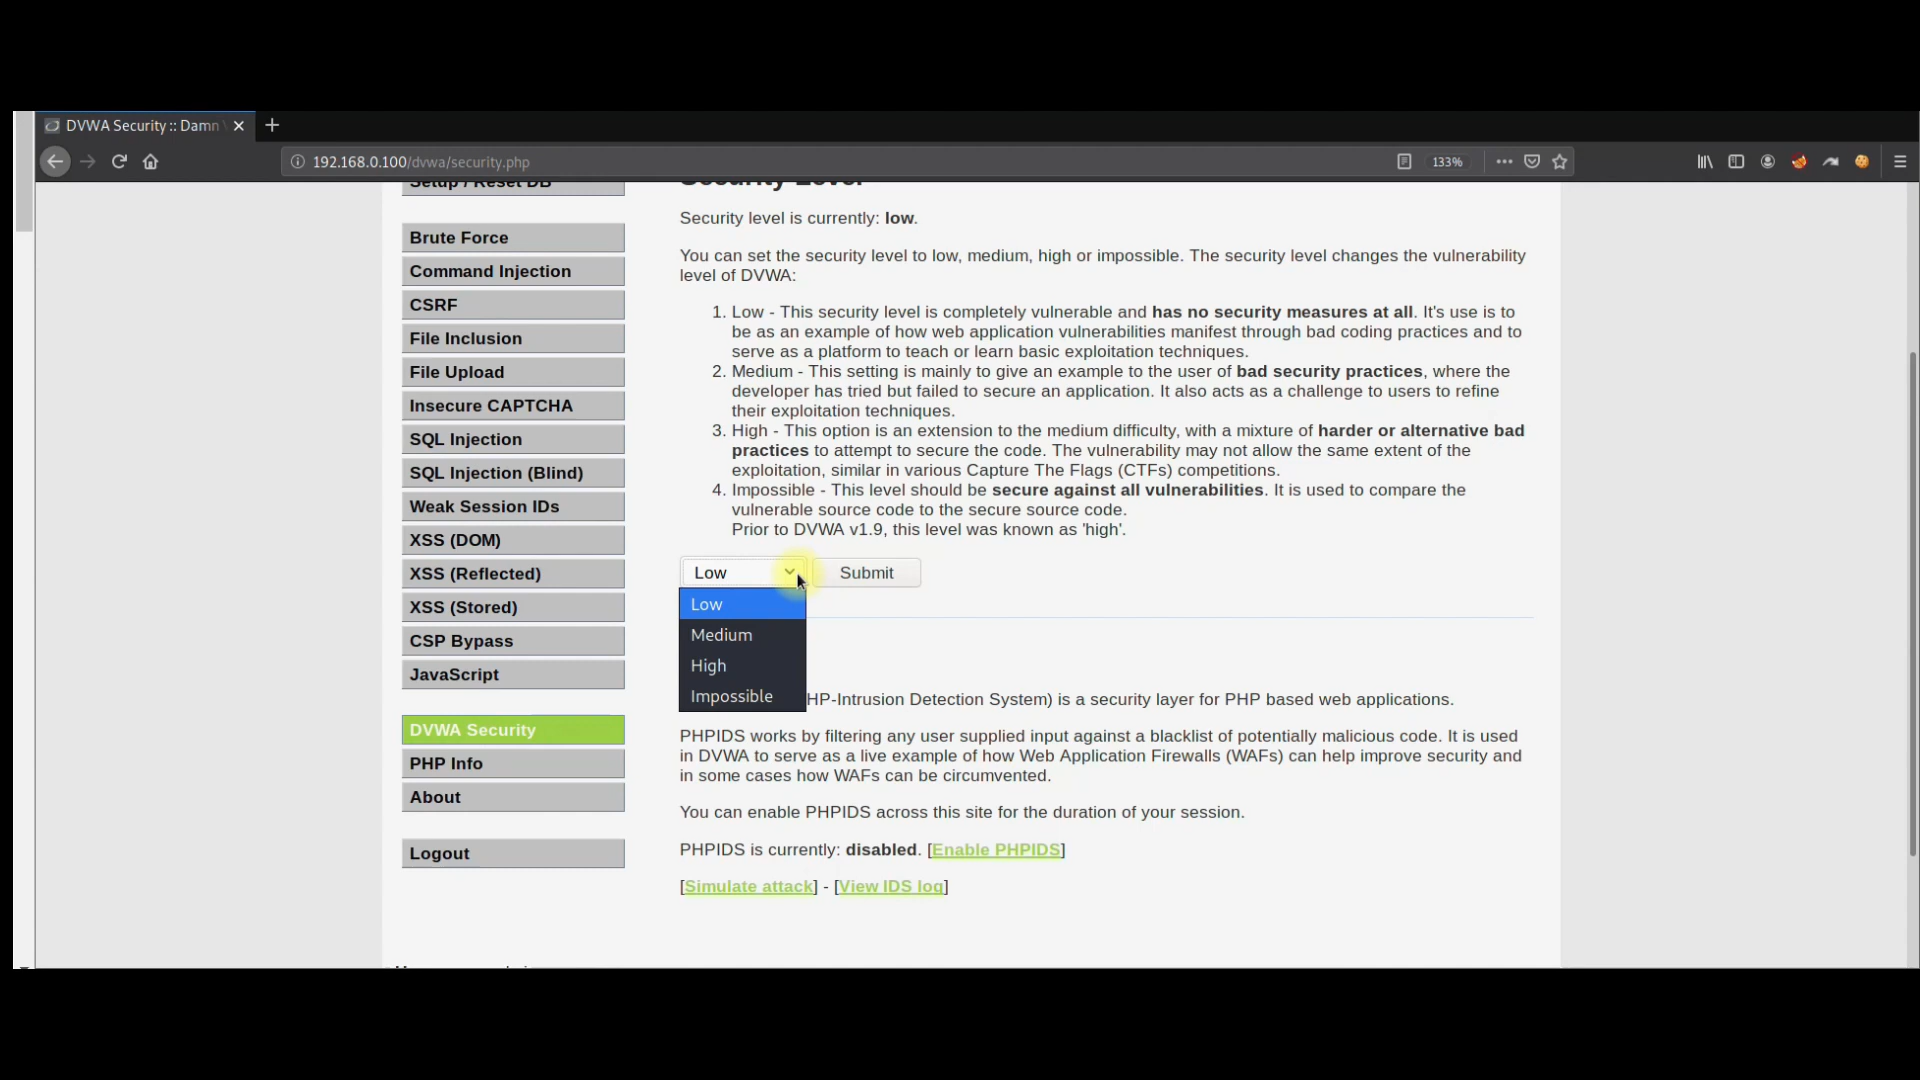 DVWA Security :: Damn
192.168.0.100/dvwa/security.php
133%
Setup / Reset DB
Brute Force
Command Injection
CSRF
File Inclusion
File Upload
Insecure CAPTCHA
SQL Injection
SQL Injection (Blind)
Weak Session IDs
XSS (DOM)
XSS (Reflected)
XSS (Stored)
CSP Bypass
JavaScript
DVWA Security
PHP Info
About
Logout
Security Level
Security level is currently: low.
You can set the security level to low, medium, high or impossible. The security level changes the vulnerability
level of DVWA:
1. Low - This security level is completely vulnerable and has no security measures at all. It's use is to
be as an example of how web application vulnerabilities manifest through bad coding practices and to
serve as a platform to teach or learn basic exploitation techniques.
2. Medium - This setting is mainly to give an example to the user of bad security practices, where the
developer has tried but failed to secure an application. It also acts as a challenge to users to refine
their exploitation techniques.
3. High - This option is an extension to the medium difficulty, with a mixture of harder or alternative bad
practices to attempt to secure the code. The vulnerability may not allow the same extent of the
exploitation, similar in various Capture The Flags (CTFs) competitions.
4. Impossible - This level should be secure against all vulnerabilities. It is used to compare the
vulnerable source code to the secure source code.
Prior to DVWA v1.9, this level was known as 'high'.
Low Submit
Low
Medium
High
Impossible
HP-Intrusion Detection System) is a security layer for PHP based web applications.
PHPIDS works by filtering any user supplied input against a blacklist of potentially malicious code. It is used
in DVWA to serve as a live example of how Web Application Firewalls (WAFs) can help improve security and
in some cases how WAFs can be circumvented.
You can enable PHPIDS across this site for the duration of your session.
PHPIDS is currently: disabled. [Enable PHPIDS]
[Simulate attack] - [View IDS log]